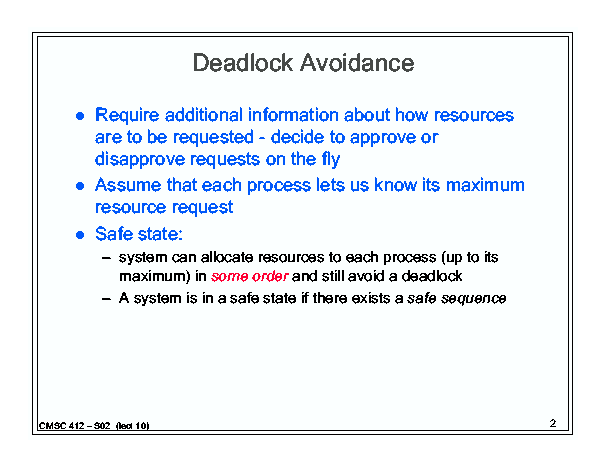 Deadlock Avoidance
● Require additional information about how resources
are to be requested - decide to approve or
disapprove requests on the fly
● Assume that each process lets us know its maximum
resource request
● Safe state:
– system can allocate resources to each process (up to its
maximum) in some order and still avoid a deadlock
– A system is in a safe state if there exists a safe sequence
CMSC 412 – S02 (lect 10)
2